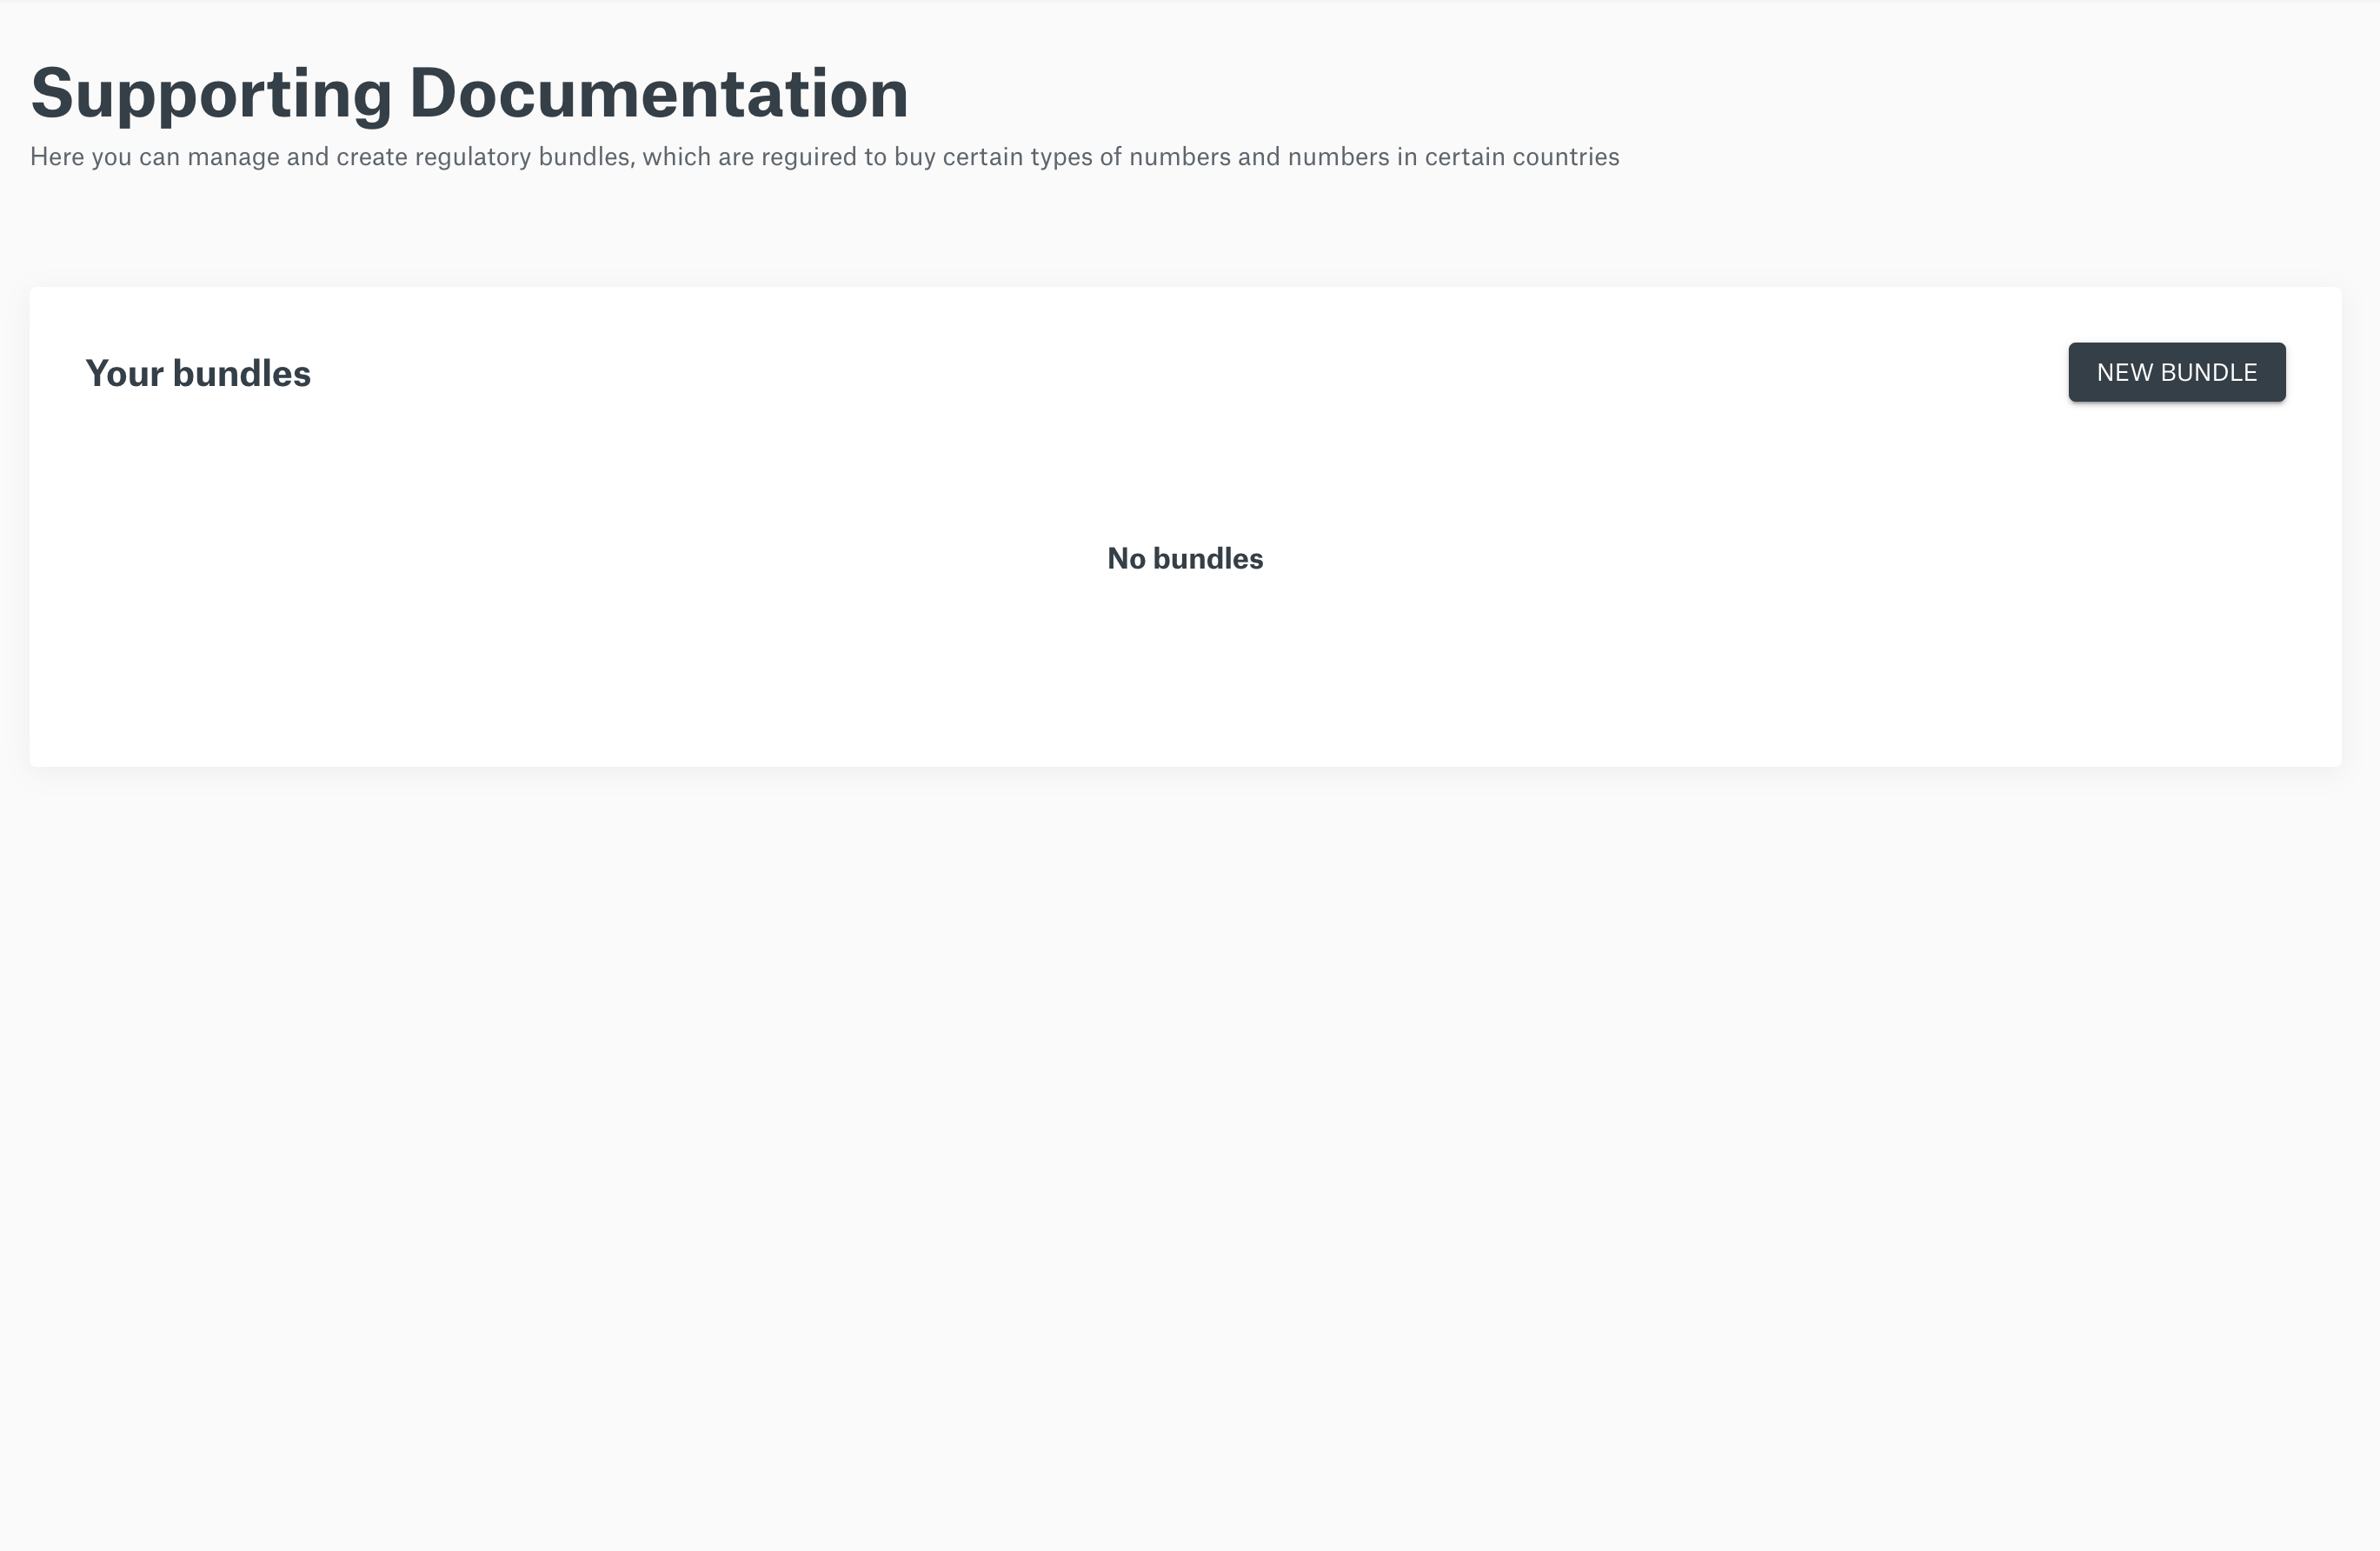 Supporting Documentation
Here you can manage and create regulatory bundles, which are reguired to buy certain types of numbers and numbers in certain countries
Your bundles
NEW BUNDLE
No bundles